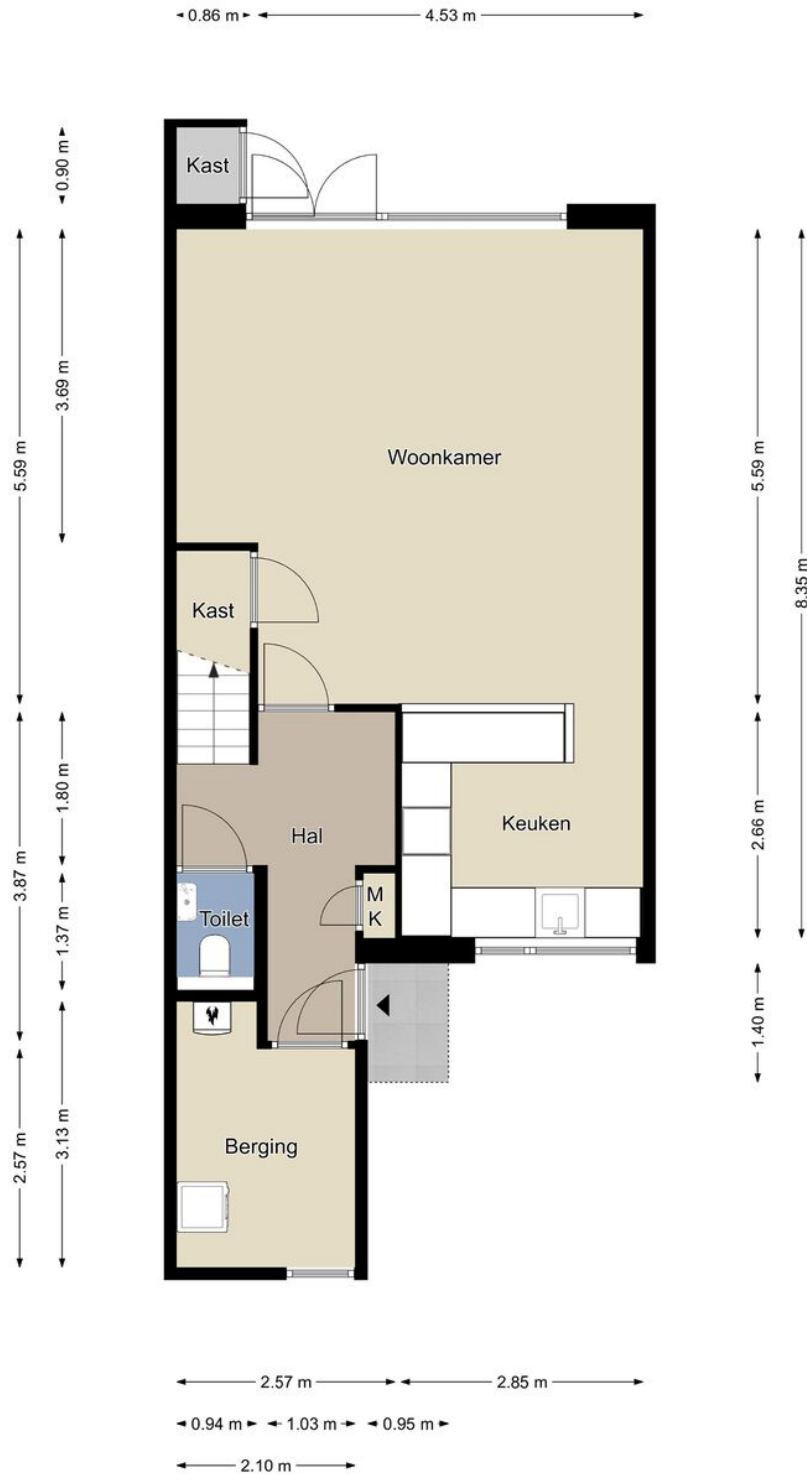 0.86 m
4.53 m
0.90 m
Kast
5.59 m
3.69 m
Woonkamer
5.59 m
8.35 m
Kast
3.87 m
1.80 m
Hal
Keuken
2.66 m
1.37 m
Toilet
M
K
1.40 m
2.57 m
3.13 m
Berging
2.57 m
2.85 m
0.94 m
1.03 m
0.95 m
2.10 m